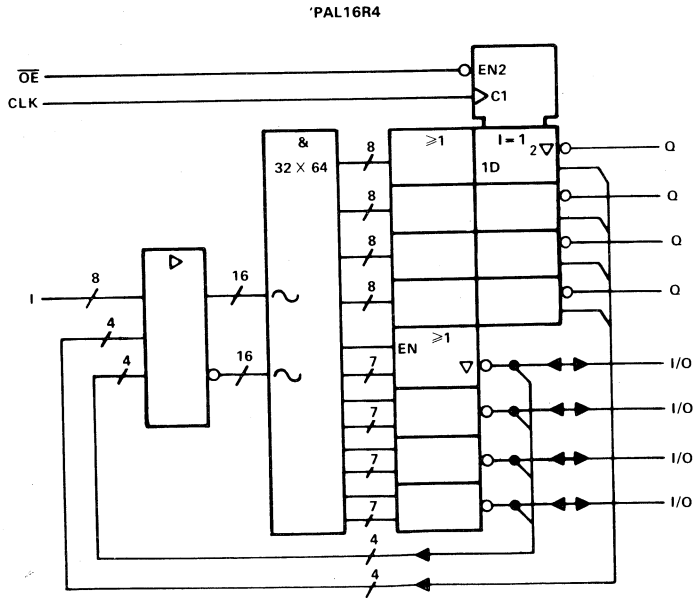 'PAL16R4
OE
EN2
CLK
C1
&
32 × 64
8
≥1
I = 1
2
1D
Q
8
Q
8
Q
8
Q
8
I
16
4
4
16
EN
≥1
7
I/O
7
I/O
7
I/O
7
I/O
4
4